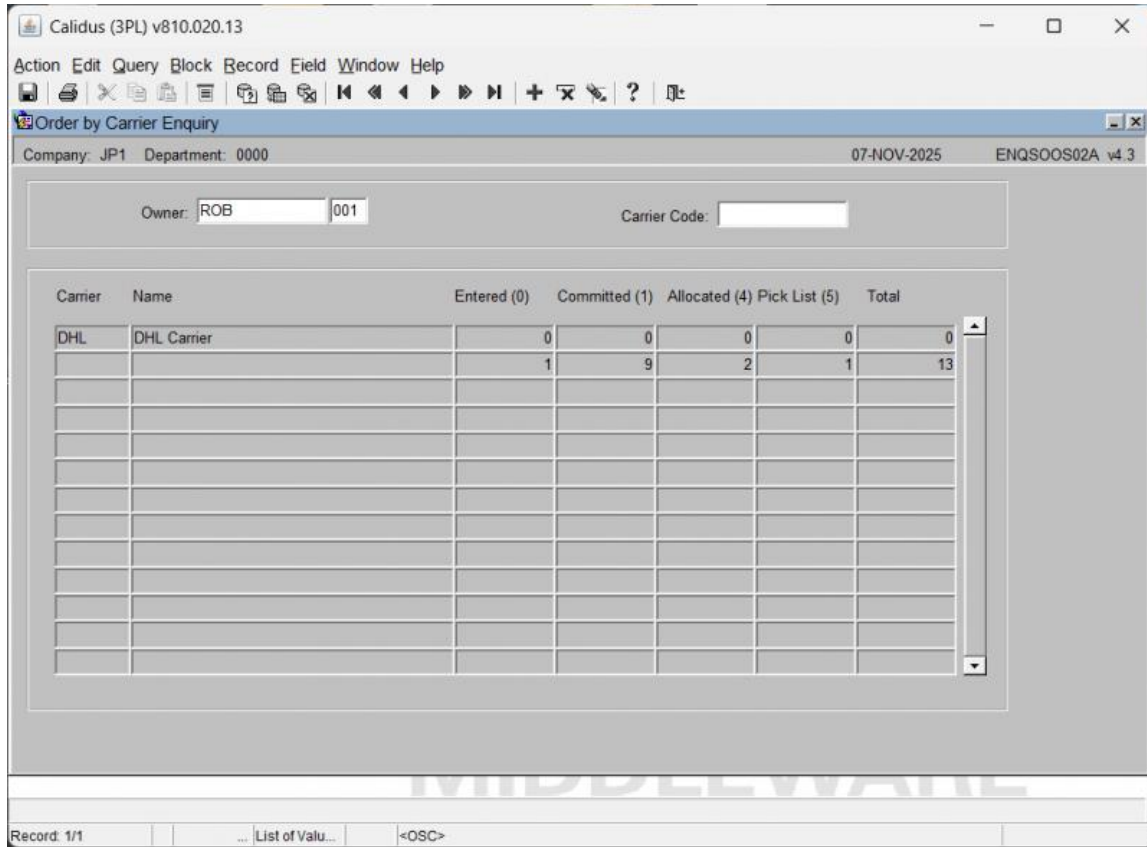 Calidus (3PL) v810.020.13
Action Edit Query Block Record Field Window Help
Order by Carrier Enquiry
Company: JP1 Department: 0000 07-NOV-2025 ENQSOOS02A v4.3
Owner: ROB 001 Carrier Code:
Carrier Name Entered (0) Committed (1) Allocated (4) Pick List (5) Total
DHL DHL Carrier 0 0 0 0 0
1 9 2 1 13
MIDDLEWARE
Record: 1/1 ... List of Valu... <OSC>